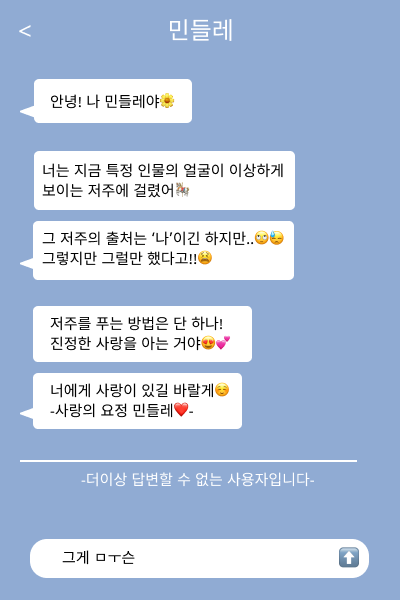 <
민들레
안녕! 나 민들레야🌼
너는 지금 특정 인물의 얼굴이 이상하게
보이는 저주에 걸렸어🎠
그 저주의 출처는 ‘나’이긴 하지만..🙄😓
그렇지만 그럴만 했다고!!😫
저주를 푸는 방법은 단 하나!
진정한 사랑을 아는 거야😍💕
너에게 사랑이 있길 바랄게☺️
-사랑의 요정 민들레❤️-
-더이상 답변할 수 없는 사용자입니다-
그게 ㅁㅜ슨